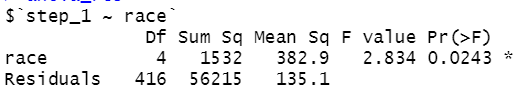 $`step_1 ~ race`
Df Sum Sq Mean Sq F value Pr(>F)
race 4 1532 382.9 2.834 0.0243 *
Residuals 416 56215 135.1